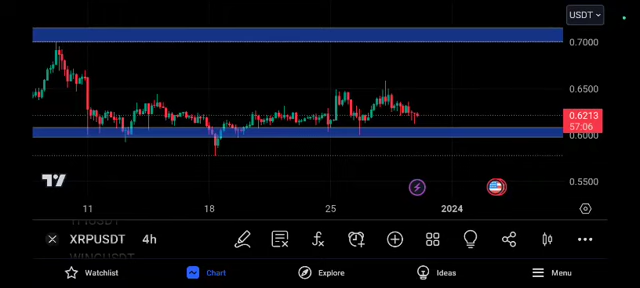 USDT
0.7000
0.6500
0.6213
57:06
0.6000
0.5500
11 18 25 2024
XRPUSDT 4h
Watchlist Chart Explore Ideas Menu